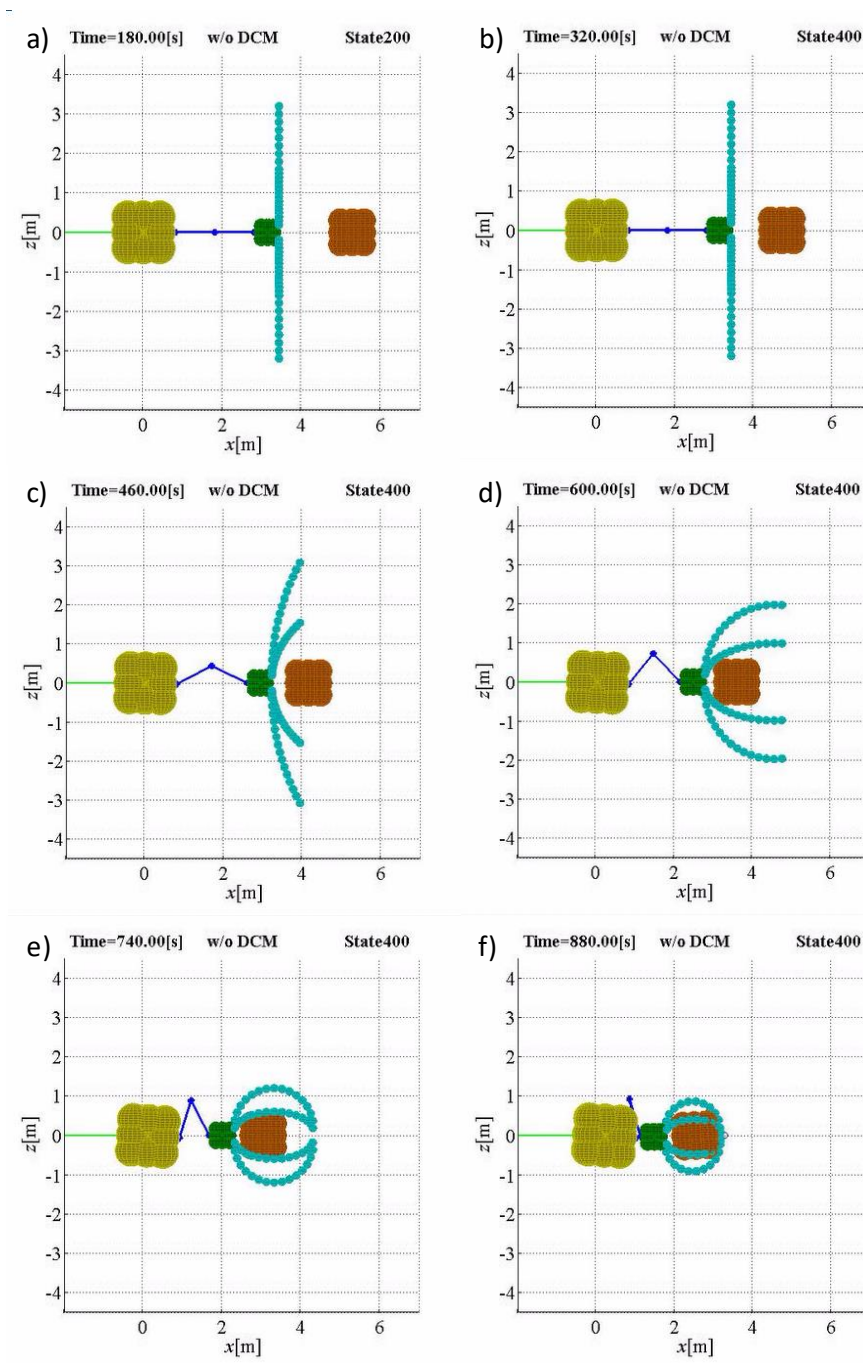 a) Time=180.00[s] w/o DCM State200
4
3
2
1
0
-1
-2
-3
-4
z[m]
0 2 4 6
x[m]
b) Time=320.00[s] w/o DCM State400
4
3
2
1
0
-1
-2
-3
-4
z[m]
0 2 4 6
x[m]
c) Time=460.00[s] w/o DCM State400
4
3
2
1
0
-1
-2
-3
-4
z[m]
0 2 4 6
x[m]
d) Time=600.00[s] w/o DCM State400
4
3
2
1
0
-1
-2
-3
-4
z[m]
0 2 4 6
x[m]
e) Time=740.00[s] w/o DCM State400
4
3
2
1
0
-1
-2
-3
-4
z[m]
0 2 4 6
x[m]
f) Time=880.00[s] w/o DCM State400
4
3
2
1
0
-1
-2
-3
-4
z[m]
0 2 4 6
x[m]